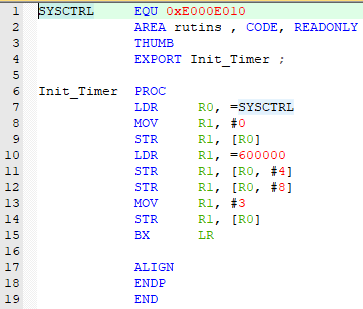 1 SYSCTRL EQU 0xE000E010
2 AREA rutins , CODE, READONLY
3 THUMB
4 EXPORT Init_Timer ;
5
6 Init_Timer PROC
7 LDR R0, =SYSCTRL
8 MOV R1, #0
9 STR R1, [R0]
10 LDR R1, =600000
11 STR R1, [R0, #4]
12 STR R1, [R0, #8]
13 MOV R1, #3
14 STR R1, [R0]
15 BX LR
16
17 ALIGN
18 ENDP
19 END